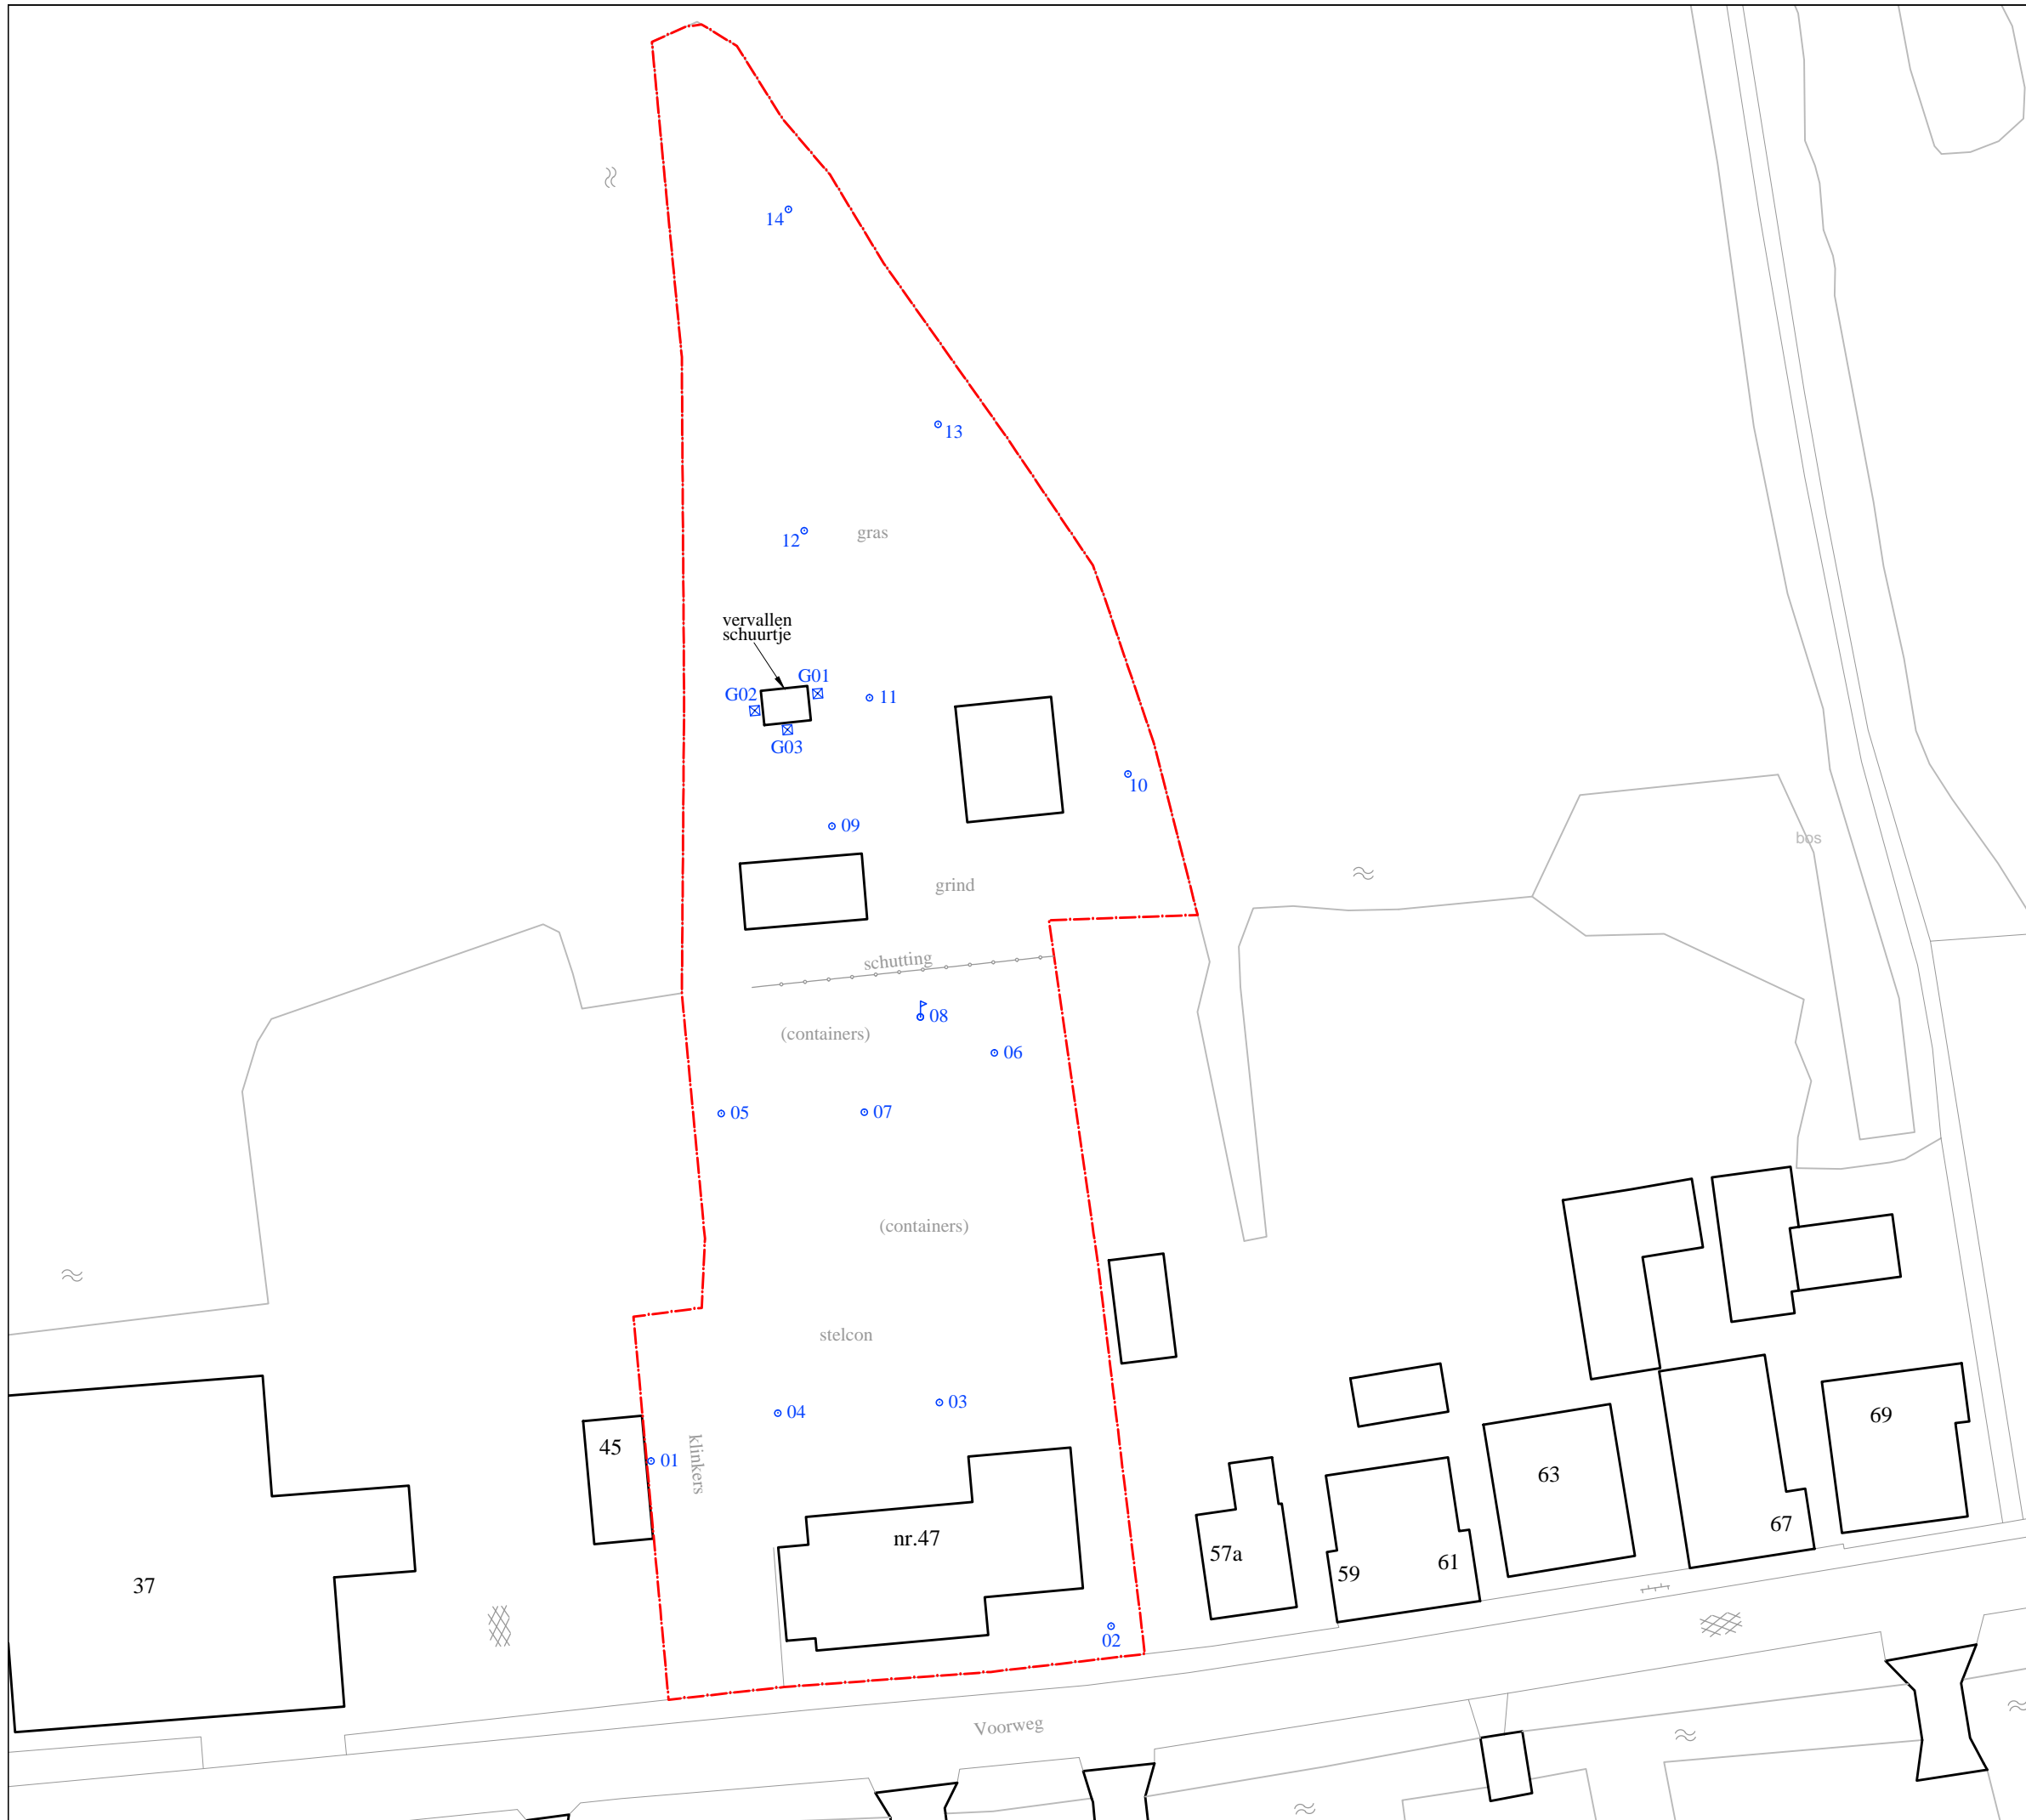 14
13
12
gras
vervallen
schuurtje
G01
G02
11
G03
10
09
bos
grind
schutting
08
(containers)
06
05
07
(containers)
stelcon
04
03
45
01
klinkers
69
63
nr.47
67
57a
61
59
37
02
Voorweg